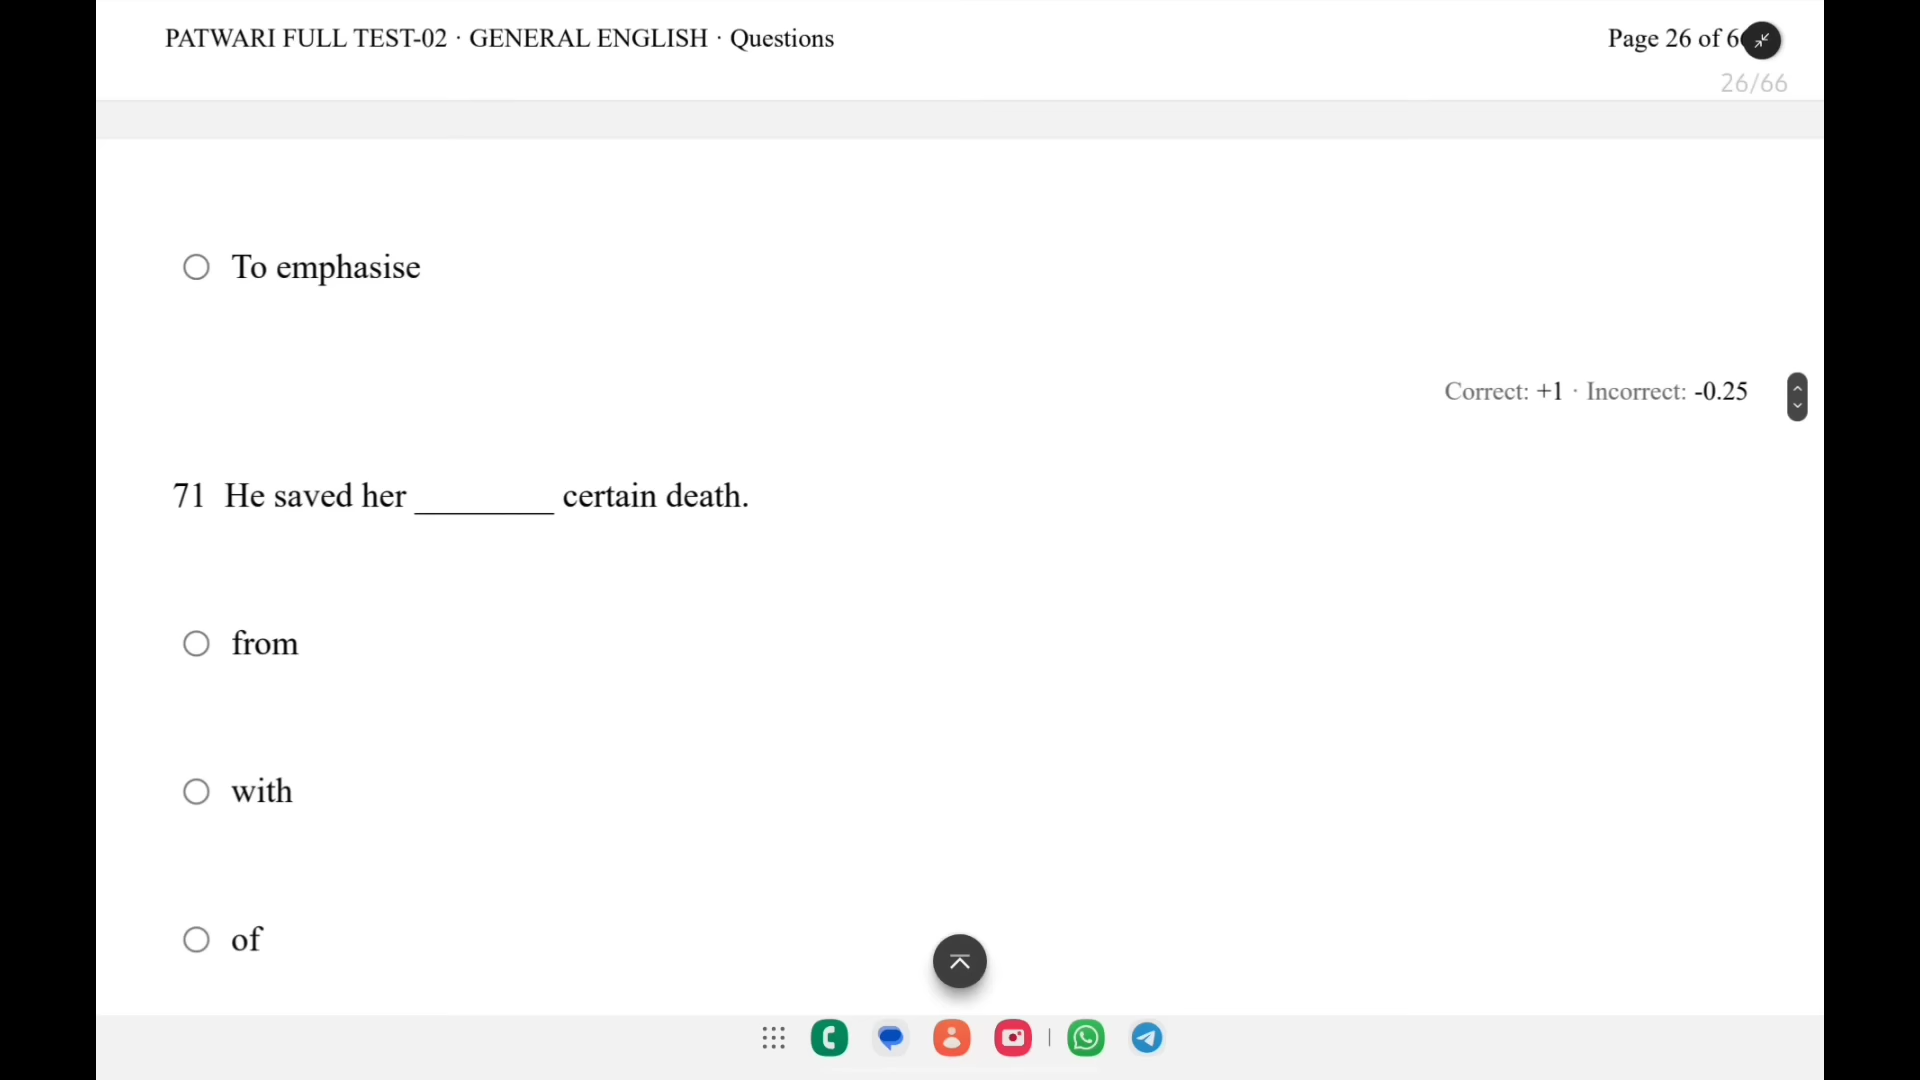 PATWARI FULL TEST-02 · GENERAL ENGLISH · Questions
Page 26 of 6
26/66
To emphasise
Correct: +1 · Incorrect: -0.25
71 He saved her ________ certain death.
from
with
of